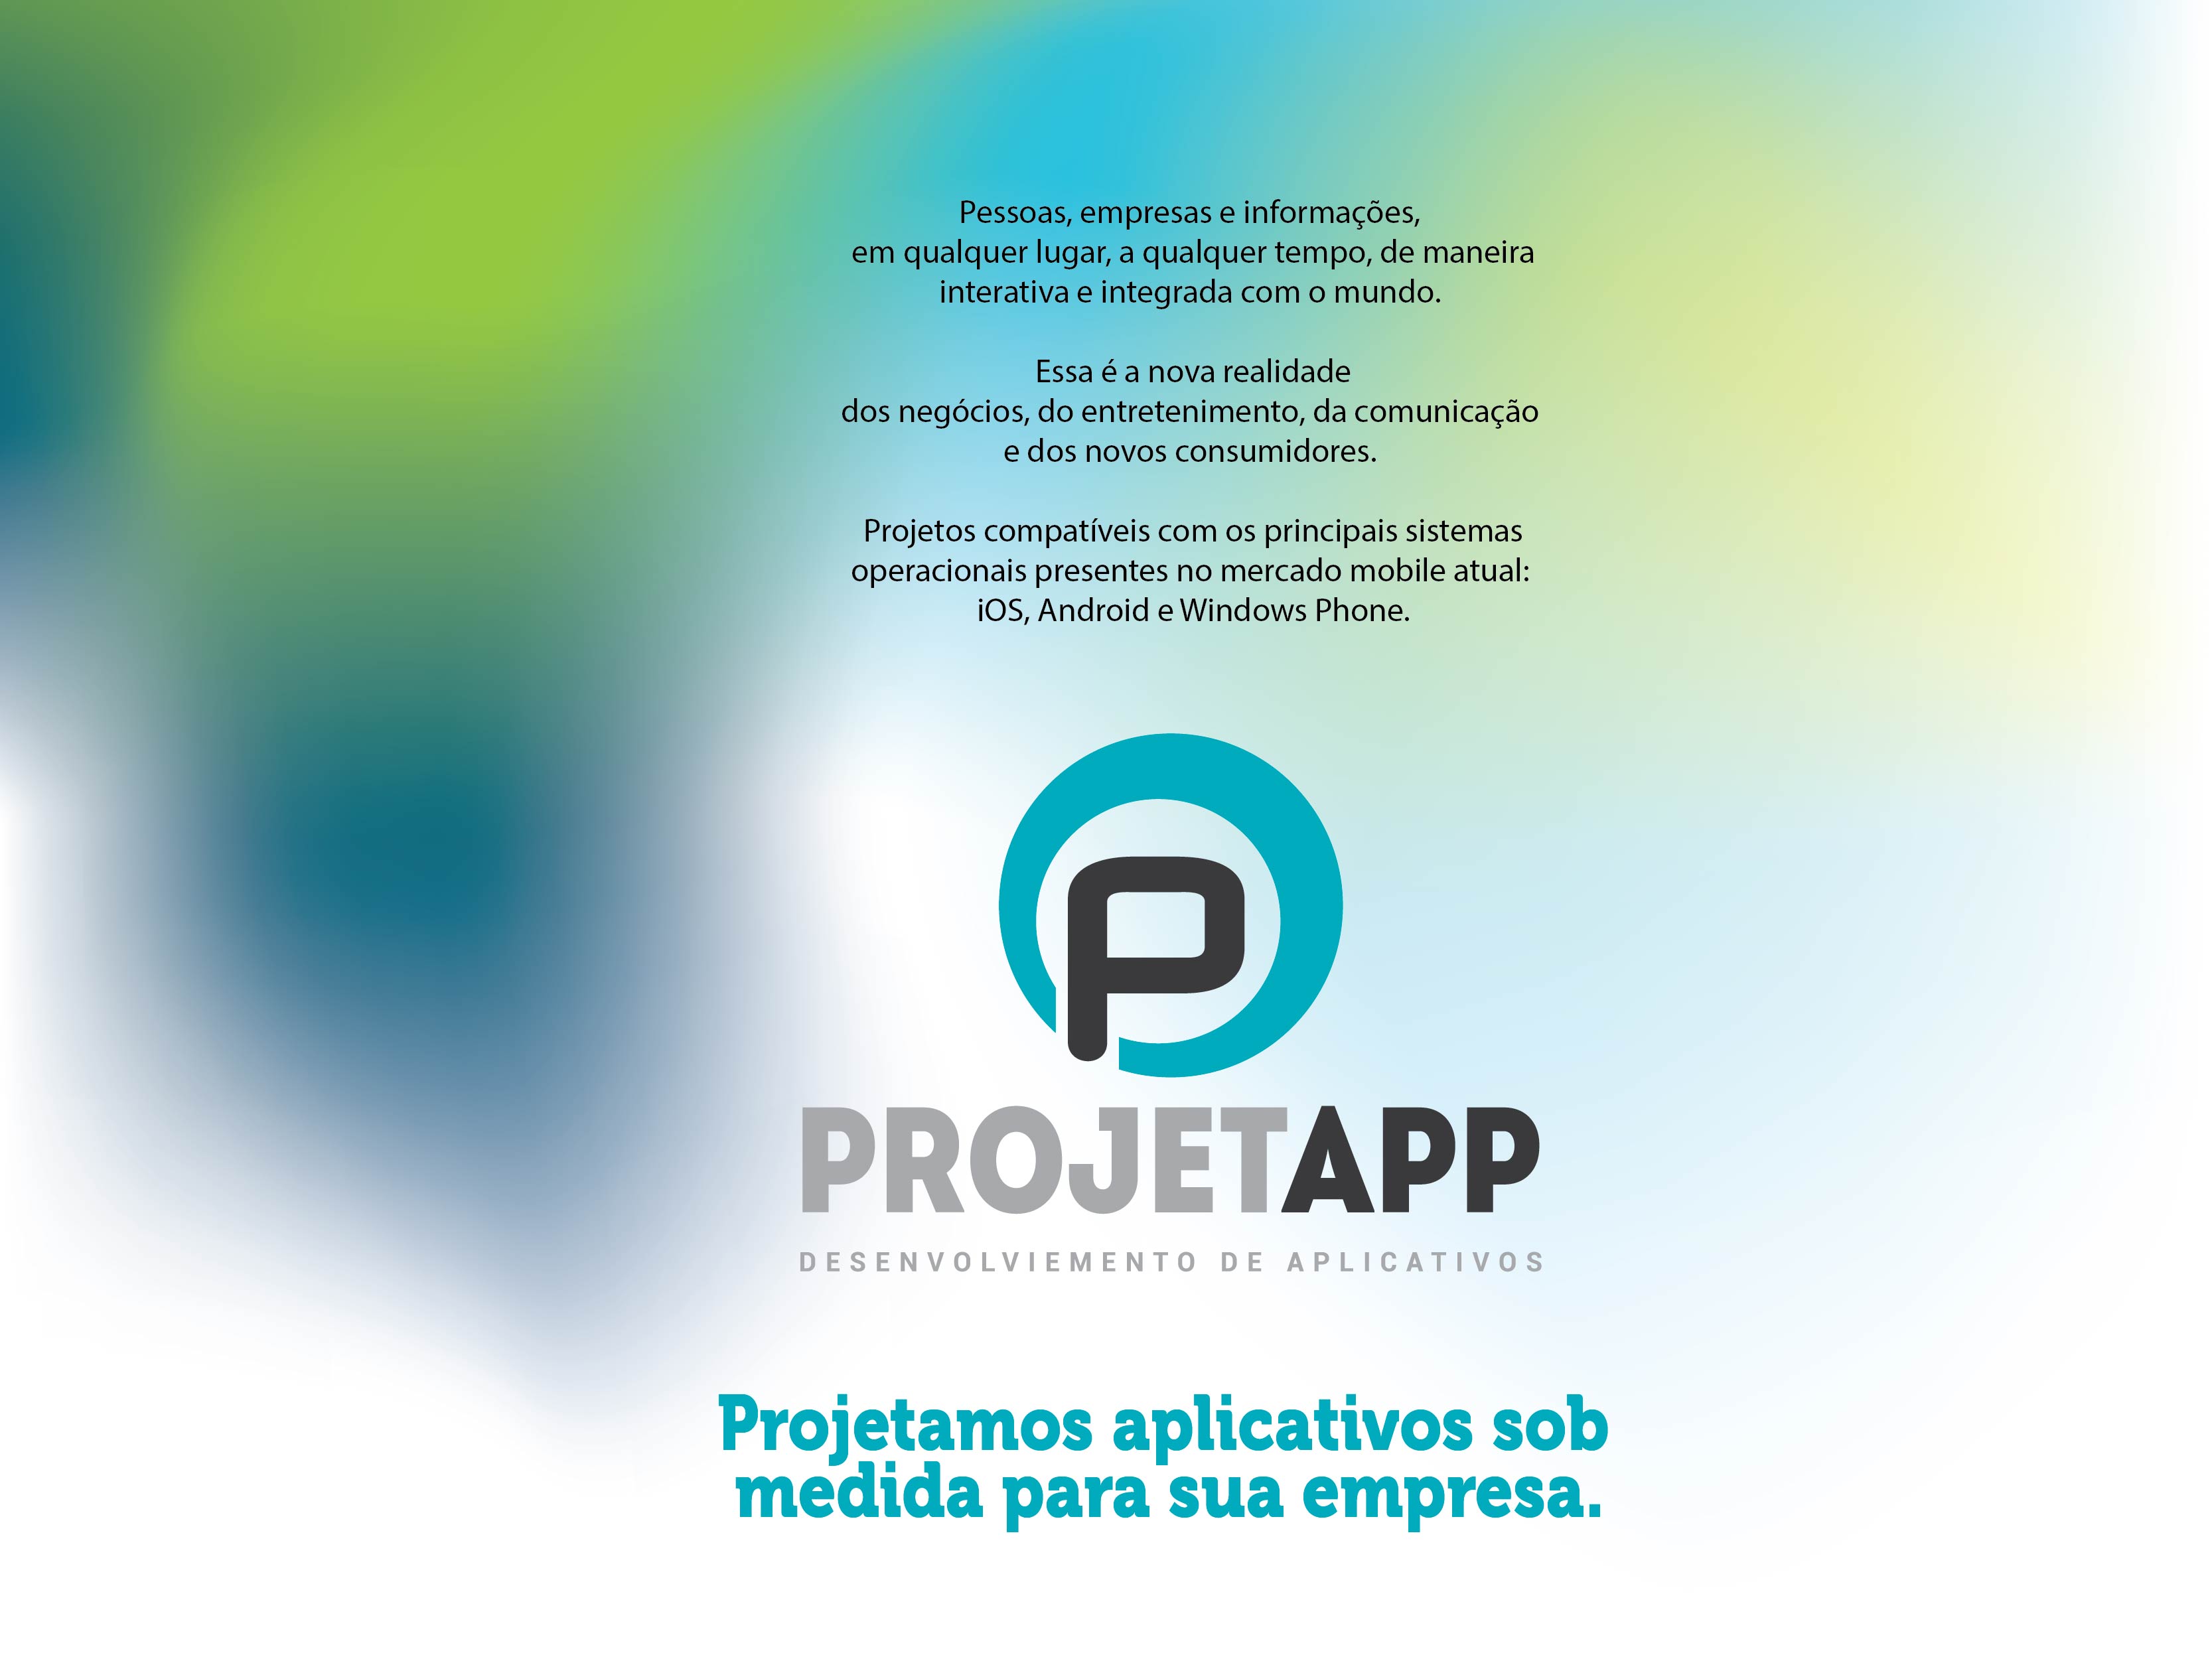 Pessoas, empresas e informações,
em qualquer lugar, a qualquer tempo, de maneira
interativa e integrada com o mundo.
Essa é a nova realidade
dos negócios, do entretenimento, da comunicação
e dos novos consumidores.
Projetos compatíveis com os principais sistemas
operacionais presentes no mercado mobile atual:
iOS, Android e Windows Phone.
P
PROJETAPP
DESENVOLVIEMENTO DE APLICATIVOS
Projetamos aplicativos sob
medida para sua empresa.